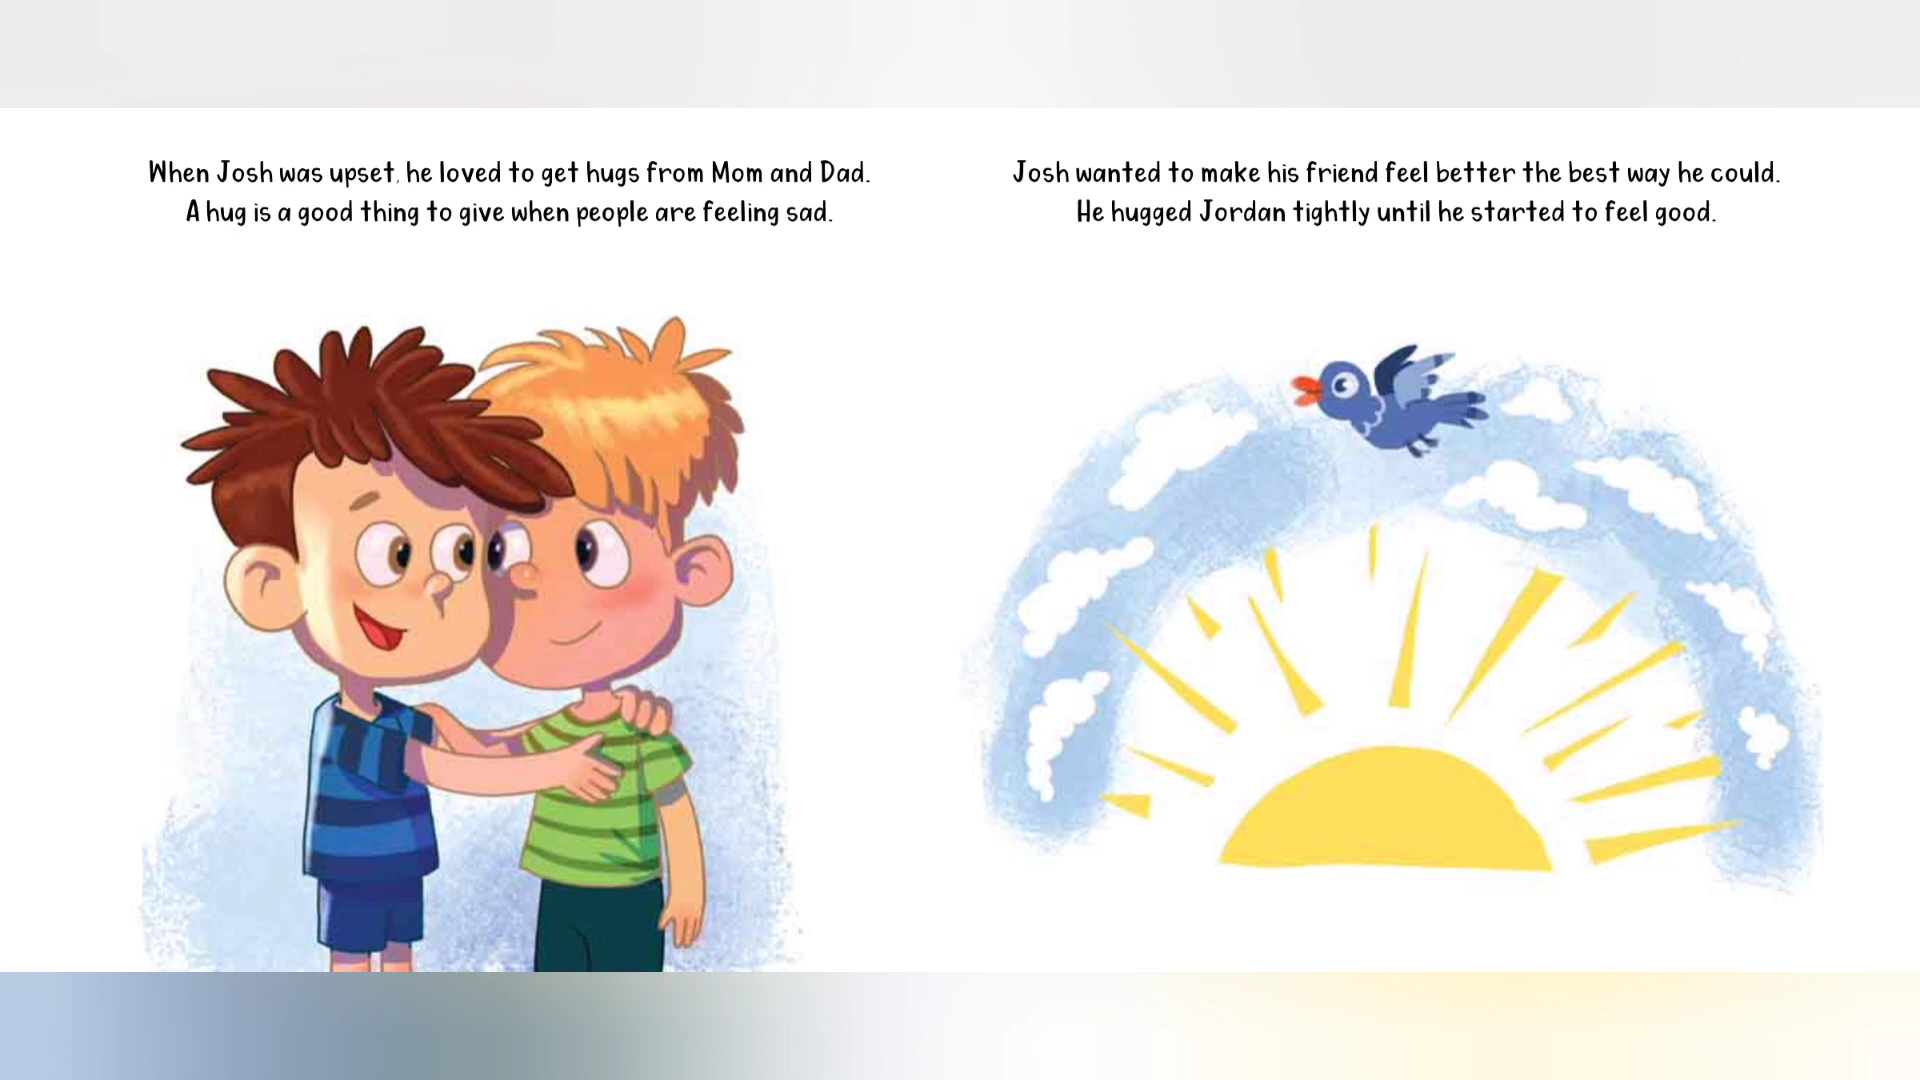 When Josh was upset, he loved to get hugs from Mom and Dad.
A hug is a good thing to give when people are feeling sad.
Josh wanted to make his friend feel better the best way he could.
He hugged Jordan tightly until he started to feel good.